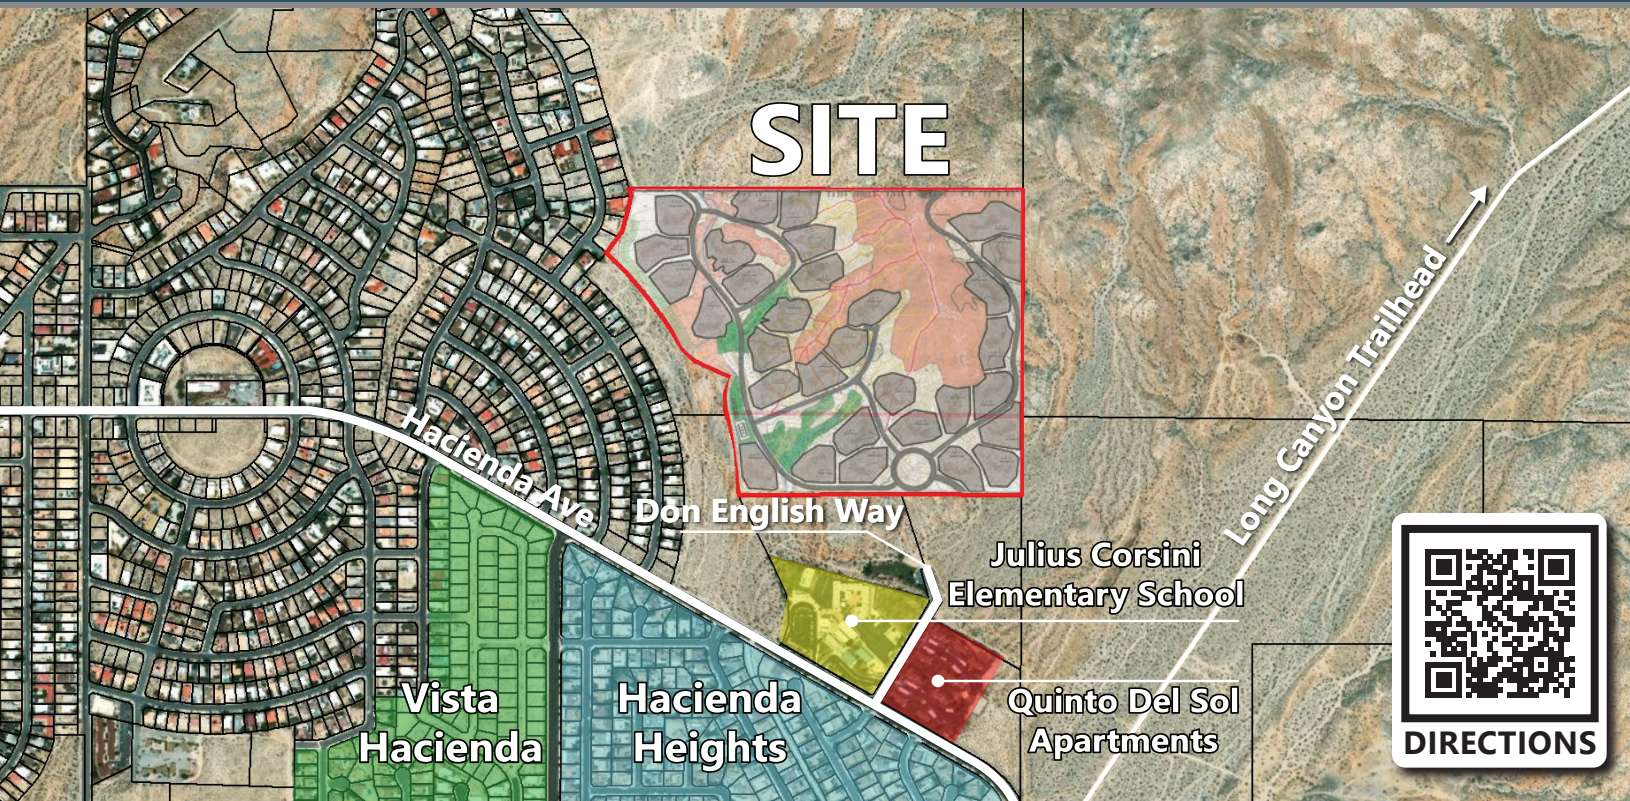 SITE
Long Canyon Trailhead
Hacienda Ave
Don English Way
Julius Corsini
Elementary School
Quinto Del Sol
Apartments
Vista
Hacienda
Hacienda
Heights
DIRECTIONS